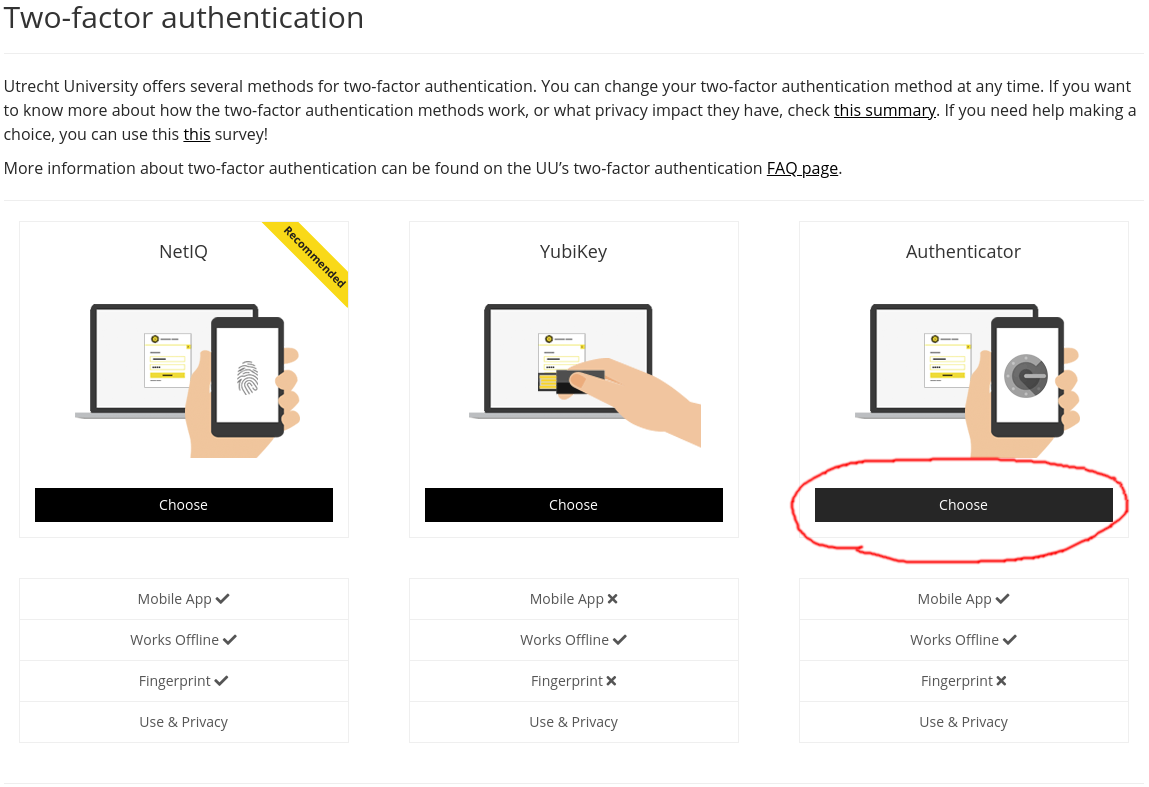 Two-factor authentication
Utrecht University offers several methods for two-factor authentication. You can change your two-factor authentication method at any time. If you want
to know more about how the two-factor authentication methods work, or what privacy impact they have, check this summary. If you need help making a
choice, you can use this this survey!
More information about two-factor authentication can be found on the UU’s two-factor authentication FAQ page.
NetIQ
Recommended
Choose
Mobile App
Works Offline
Fingerprint
Use & Privacy
YubiKey
Choose
Mobile App
Works Offline
Fingerprint
Use & Privacy
Authenticator
Choose
Mobile App
Works Offline
Fingerprint
Use & Privacy